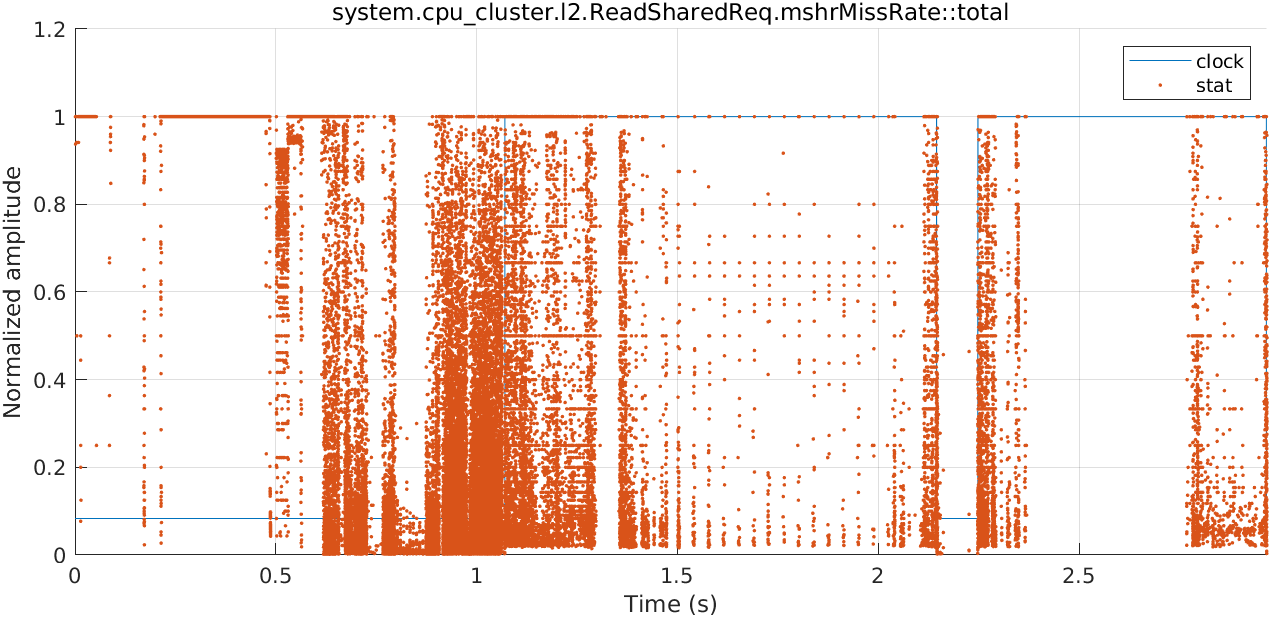 system.cpu_cluster.l2.ReadSharedReq.mshrMissRate::total
1.2
clock
stat
1
0.8
0.6
0.4
0.2
0
Normalized amplitude
0 0.5 1 1.5 2 2.5
Time (s)